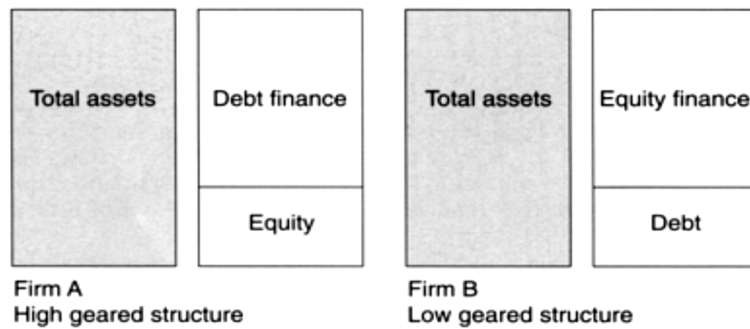 Total assets
Debt finance
Equity
Total assets
Equity finance
Debt
Firm A
High geared structure
Firm B
Low geared structure